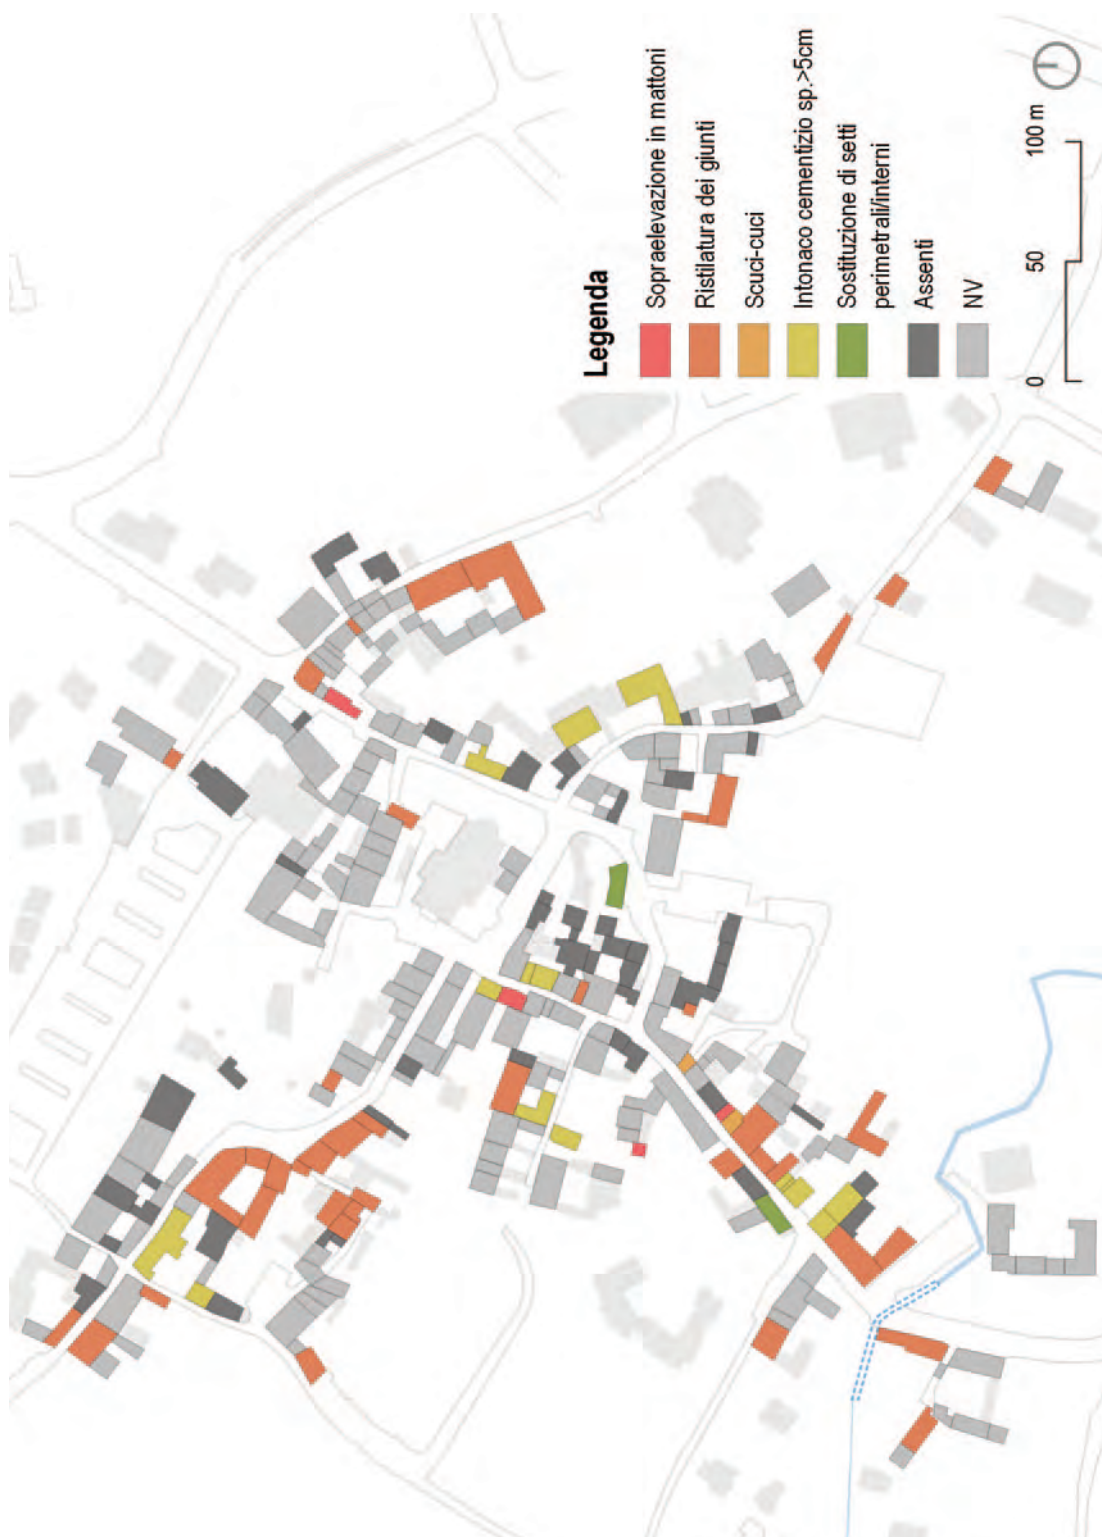 Legenda
Sopraelevazione in mattoni
Ristilatura dei giunti
Scuci-cuci
Intonaco cementizio sp.>5cm
Sostituzione di setti
perimetrali/interni
Assenti
NV
0 50 100 m